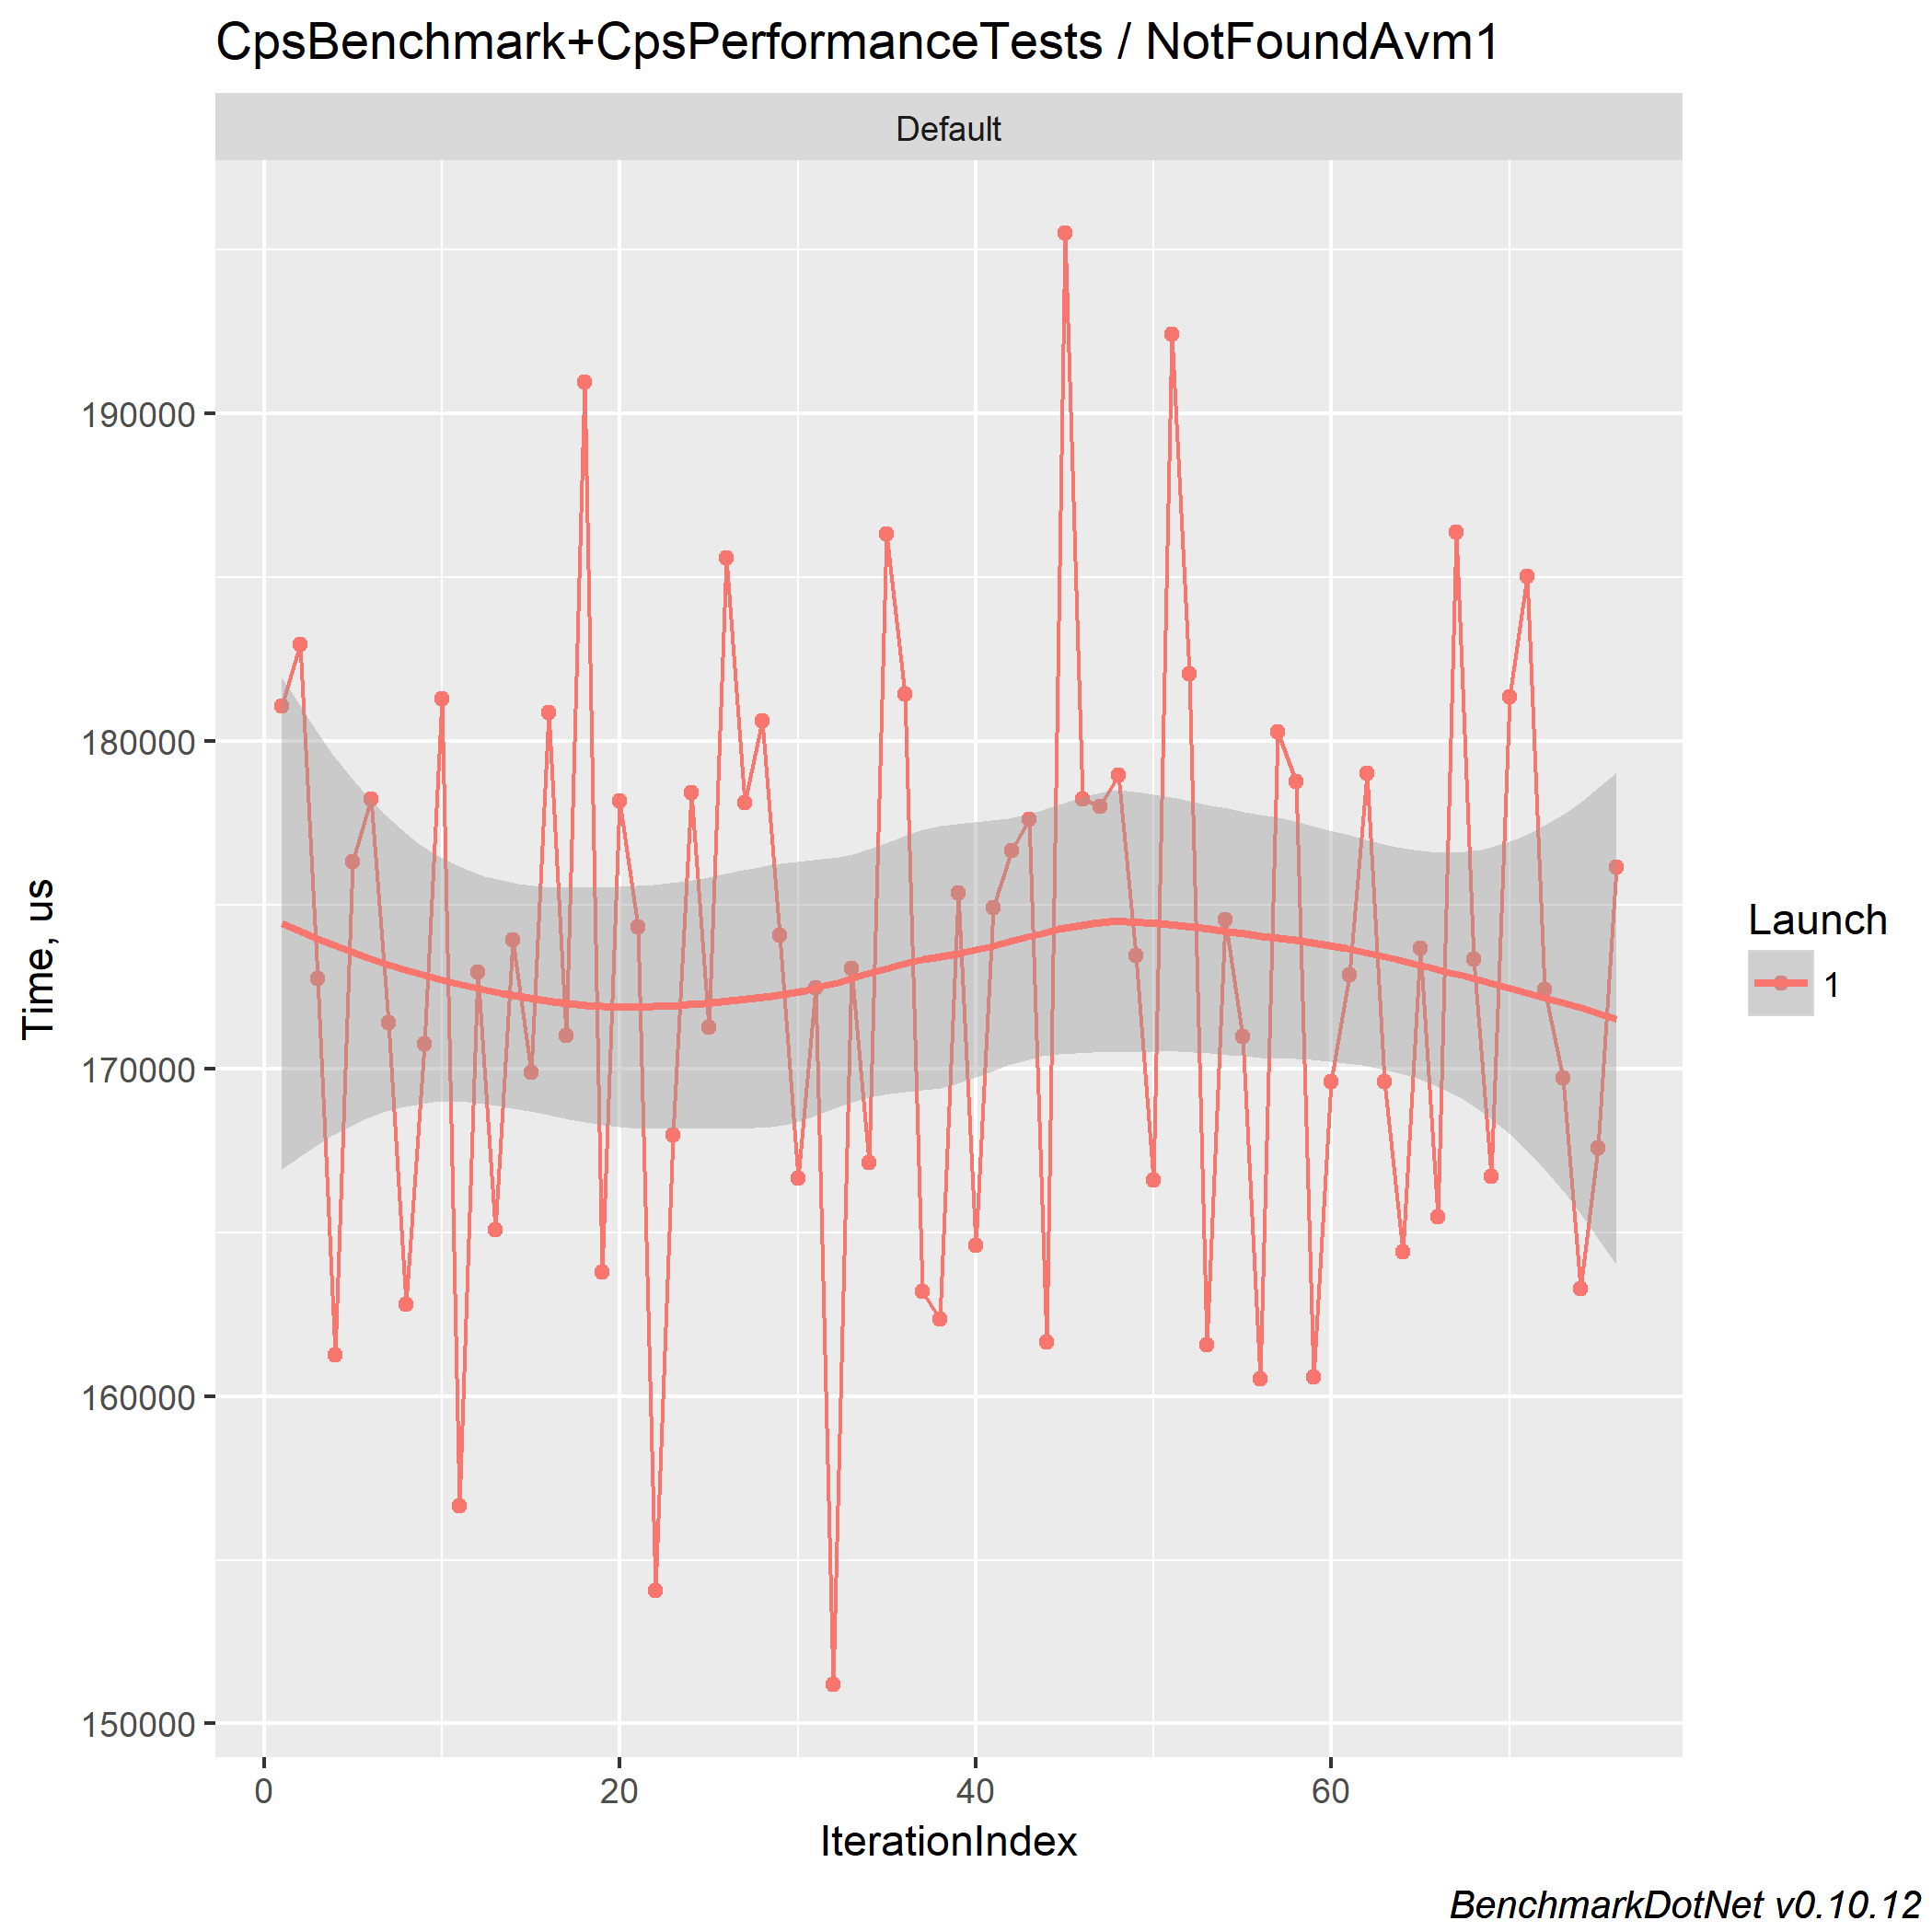 CpsBenchmark+CpsPerformanceTests / NotFoundAvm1
Default
190000
180000
170000
160000
150000
Time, us
0 20 40 60
IterationIndex
Launch
1
BenchmarkDotNet v0.10.12